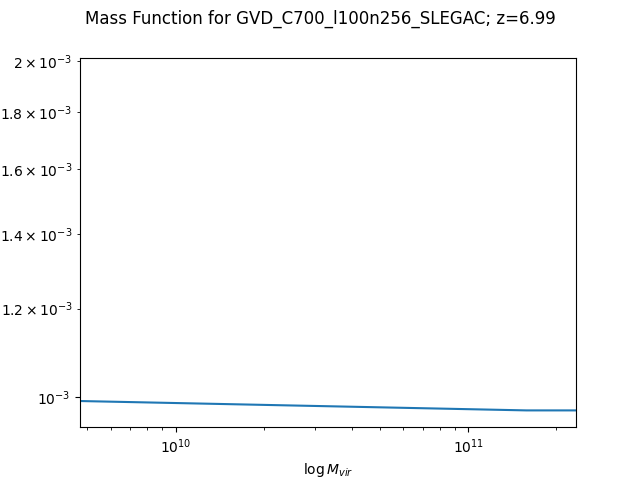 Mass Function for GVD_C700_l100n256_SLEGAC; z=6.99
2 × 10⁻³
1.8 × 10⁻³
1.6 × 10⁻³
1.4 × 10⁻³
1.2 × 10⁻³
10⁻³
10¹⁰ 10¹¹
log M_vir